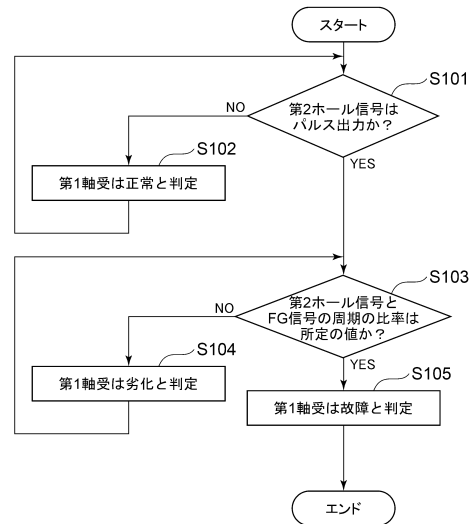 スタート
S101
第2ホール信号は
パルス出力か？
NO
YES
S102
第1軸受は正常と判定
S103
第2ホール信号と
FG信号の周期の比率は
所定の値か？
NO
YES
S104
第1軸受は劣化と判定
S105
第1軸受は故障と判定
エンド